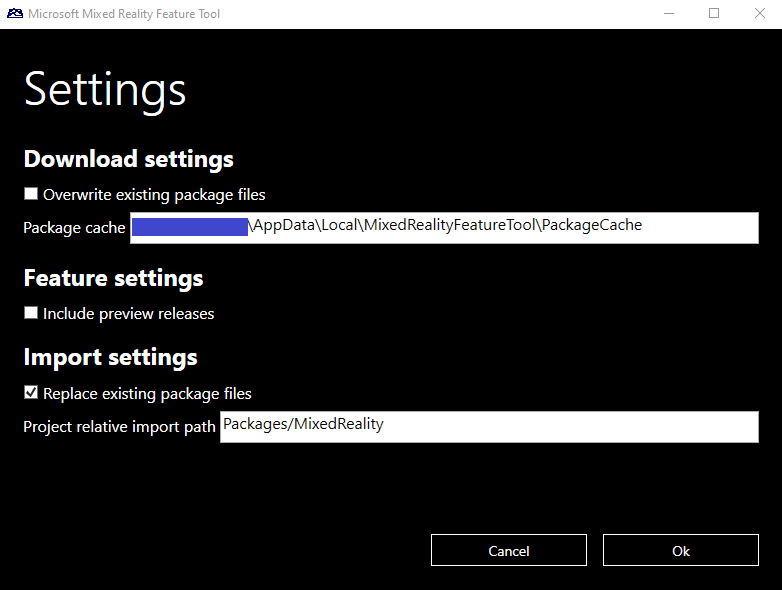 Microsoft Mixed Reality Feature Tool
Settings
Download settings
Overwrite existing package files
Package cache \AppData\Local\MixedRealityFeatureTool\PackageCache
Feature settings
Include preview releases
Import settings
Replace existing package files
Project relative import path Packages/MixedReality
Cancel Ok